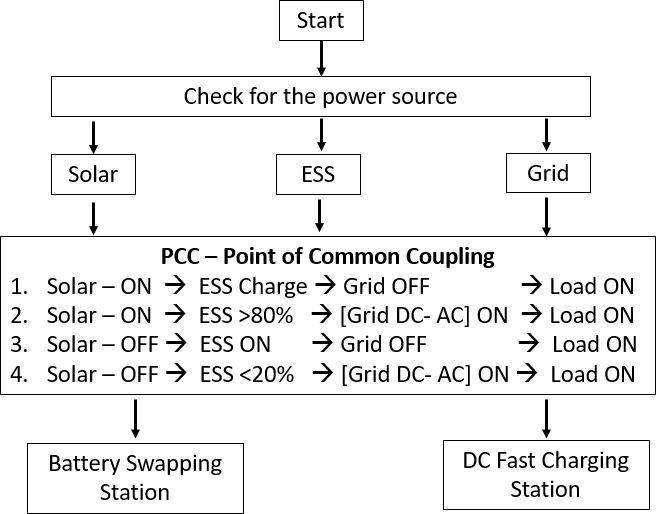 Start
Check for the power source
Solar
ESS
Grid
PCC – Point of Common Coupling
1. Solar – ON → ESS Charge → Grid OFF → Load ON
2. Solar – ON → ESS >80% → [Grid DC- AC] ON → Load ON
3. Solar – OFF → ESS ON → Grid OFF → Load ON
4. Solar – OFF → ESS <20% → [Grid DC- AC] ON → Load ON
Battery Swapping
Station
DC Fast Charging
Station